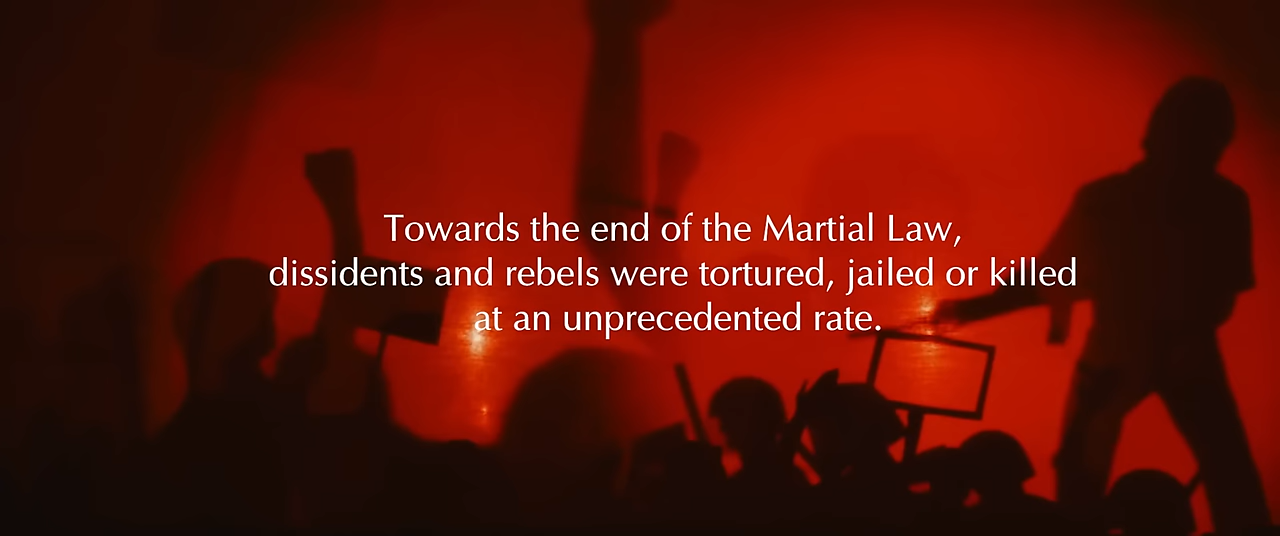 Towards the end of the Martial Law,
dissidents and rebels were tortured, jailed or killed
at an unprecedented rate.